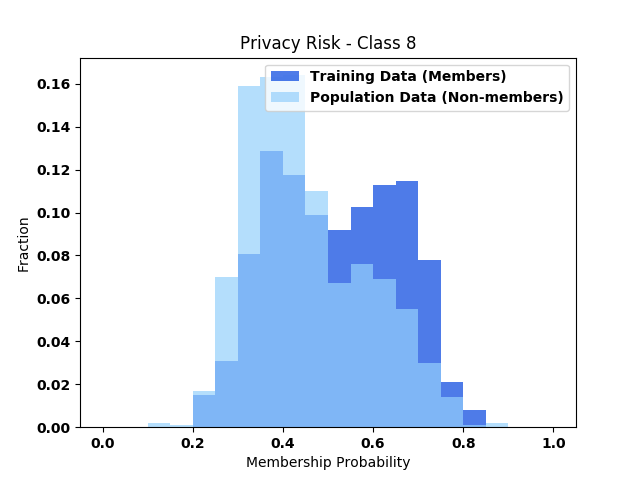 Privacy Risk - Class 8
Training Data (Members)
Population Data (Non-members)
0.16
0.14
0.12
0.10
0.08
0.06
0.04
0.02
0.00
Fraction
0.0 0.2 0.4 0.6 0.8 1.0
Membership Probability